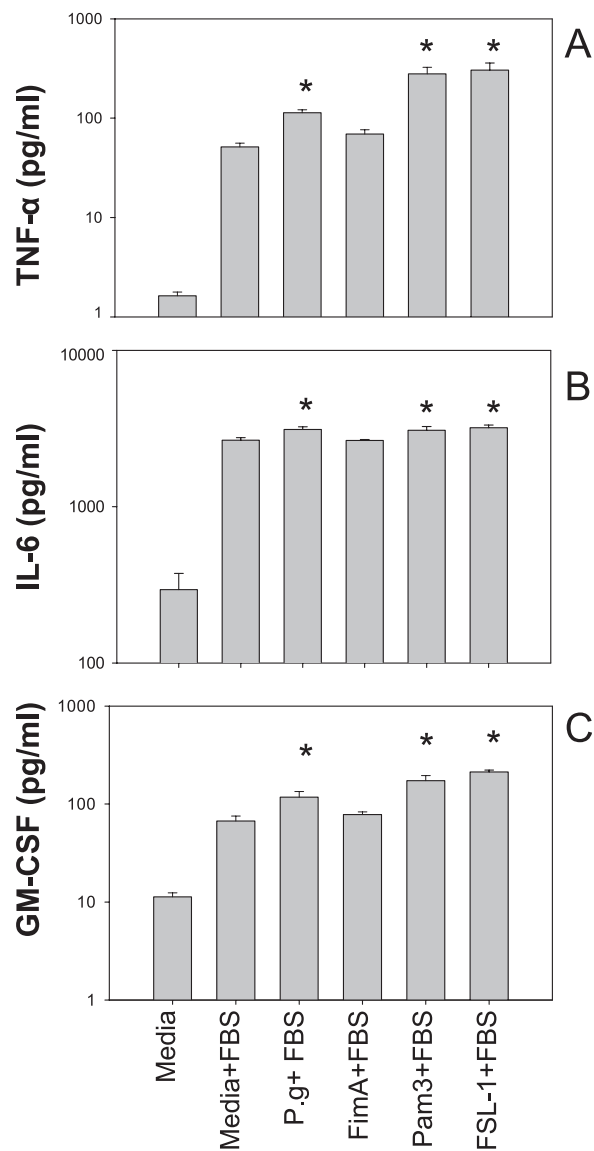 A
TNF-α (pg/ml)
1000
100
10
1
*
*
*
B
IL-6 (pg/ml)
10000
1000
100
*
*
*
C
GM-CSF (pg/ml)
1000
100
10
1
*
*
*
Media
Media+FBS
P.g+ FBS
FimA+FBS
Pam3+FBS
FSL-1+FBS